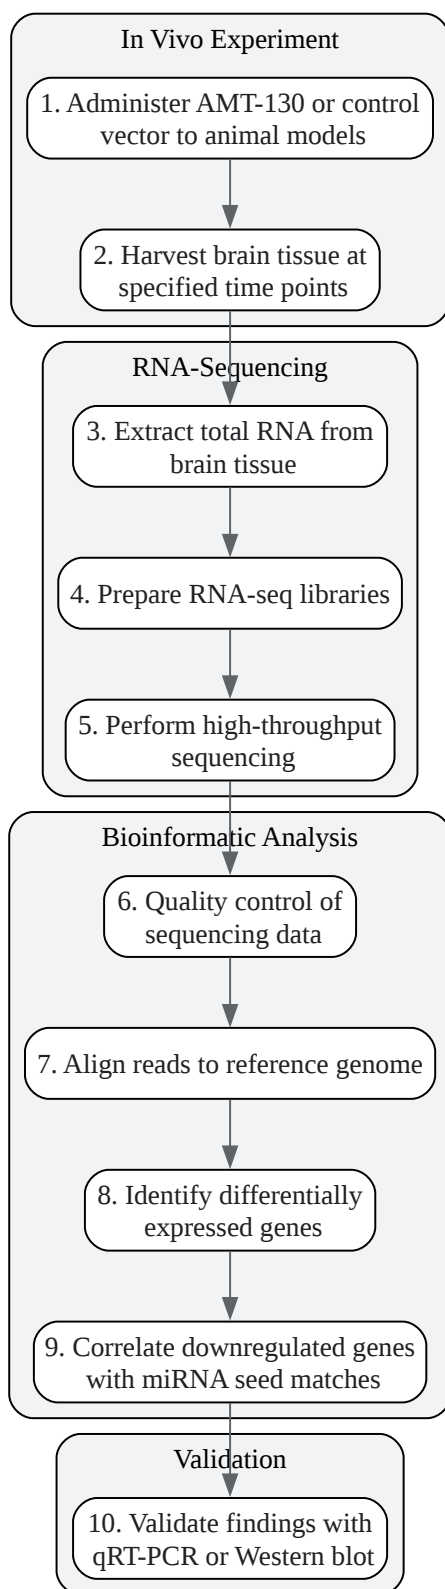 In Vivo Experiment
1. Administer AMT-130 or control
vector to animal models
2. Harvest brain tissue at
specified time points
RNA-Sequencing
3. Extract total RNA from
brain tissue
4. Prepare RNA-seq libraries
5. Perform high-throughput
sequencing
Bioinformatic Analysis
6. Quality control of
sequencing data
7. Align reads to reference genome
8. Identify differentially
expressed genes
9. Correlate downregulated genes
with miRNA seed matches
Validation
10. Validate findings with
qRT-PCR or Western blot